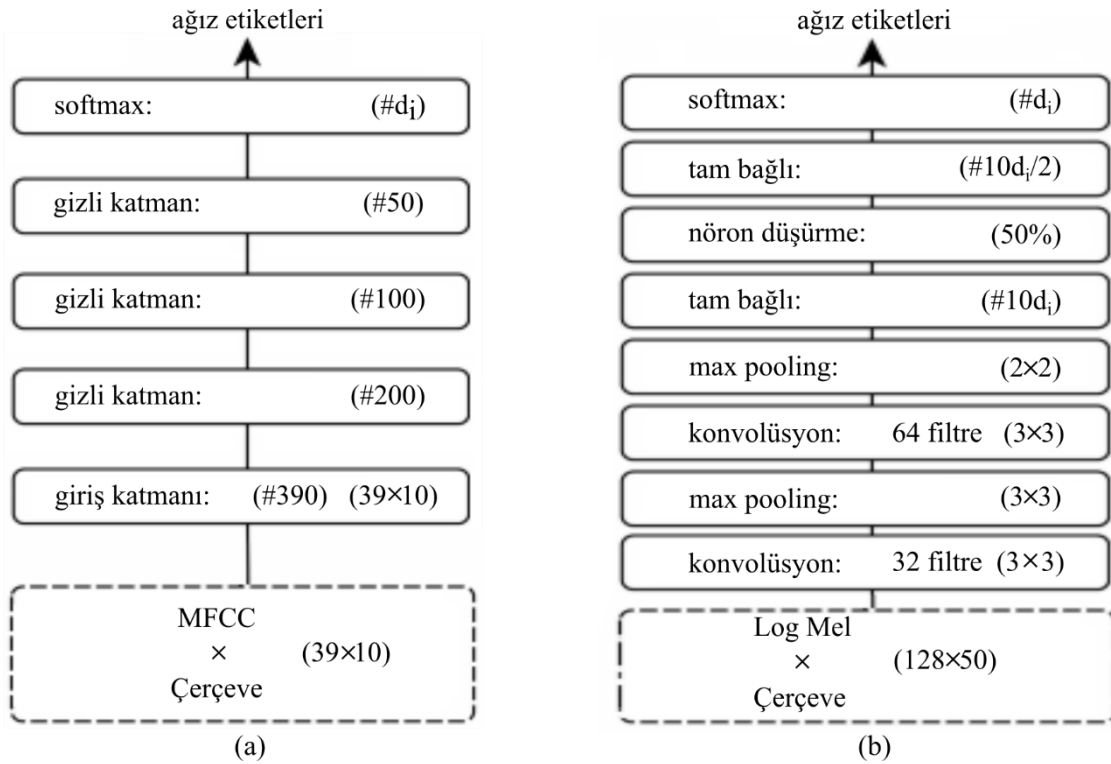 ağız etiketleri
softmax: (#dᵢ)
gizli katman: (#50)
gizli katman: (#100)
gizli katman: (#200)
giriş katmanı: (#390) (39×10)
MFCC
× (39×10)
Çerçeve
(a)
ağız etiketleri
softmax: (#dᵢ)
tam bağlı: (#10dᵢ/2)
nöron düşürme: (50%)
tam bağlı: (#10dᵢ)
max pooling: (2×2)
konvolüsyon: 64 filtre (3×3)
max pooling: (3×3)
konvolüsyon: 32 filtre (3×3)
Log Mel
× (128×50)
Çerçeve
(b)